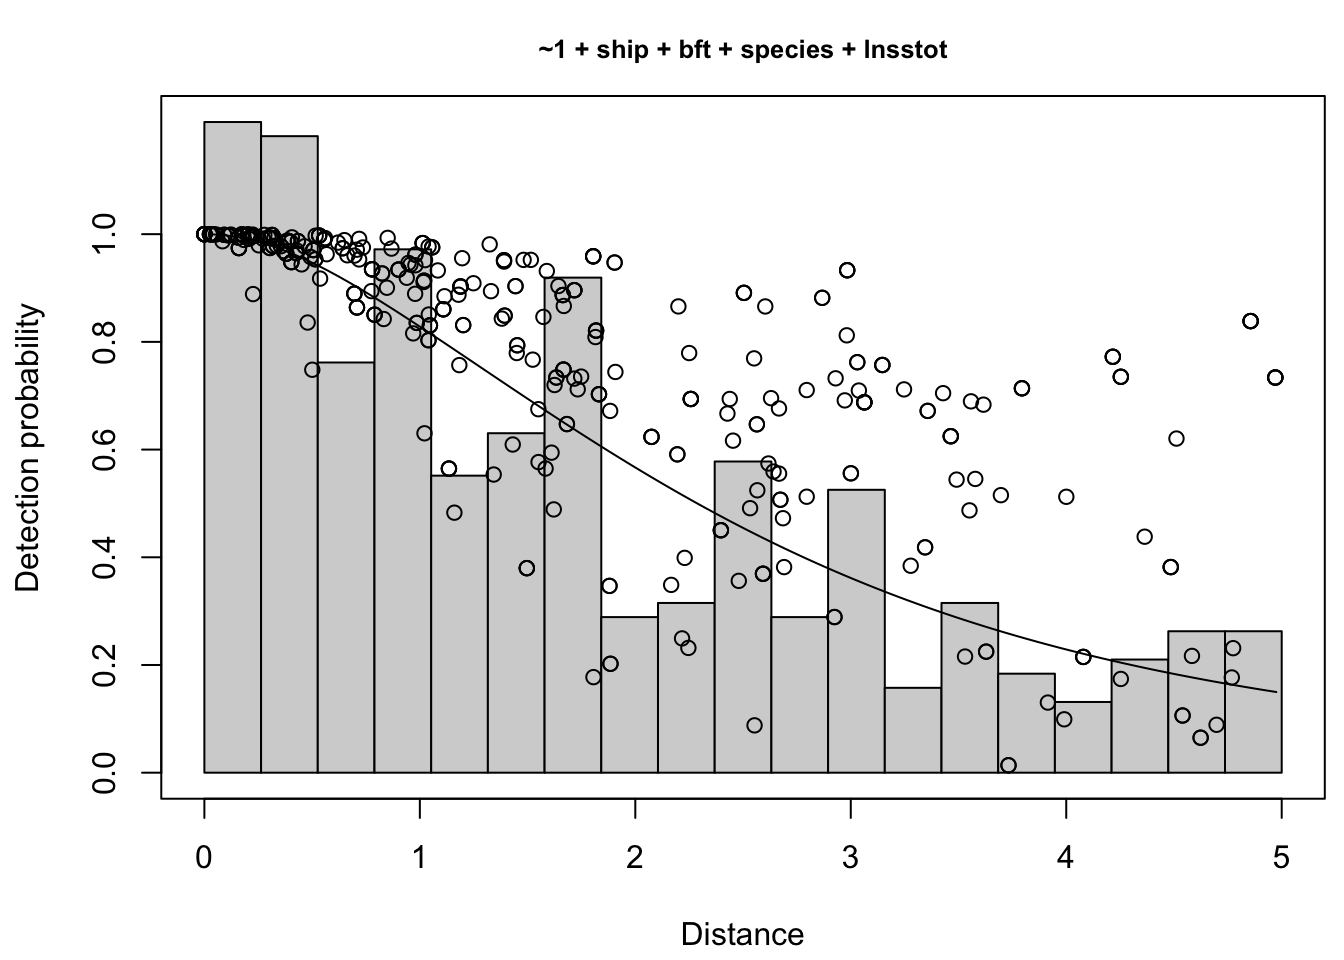 ~1 + ship + bft + species + lnsstot
Detection probability
1.0
0.8
0.6
0.4
0.2
0.0
0 1 2 3 4 5
Distance